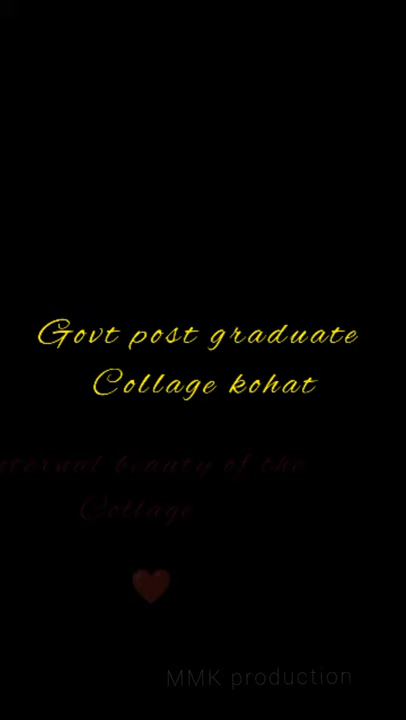 Govt post graduate
Collage kohat
beauty of the
Collage
MMK production